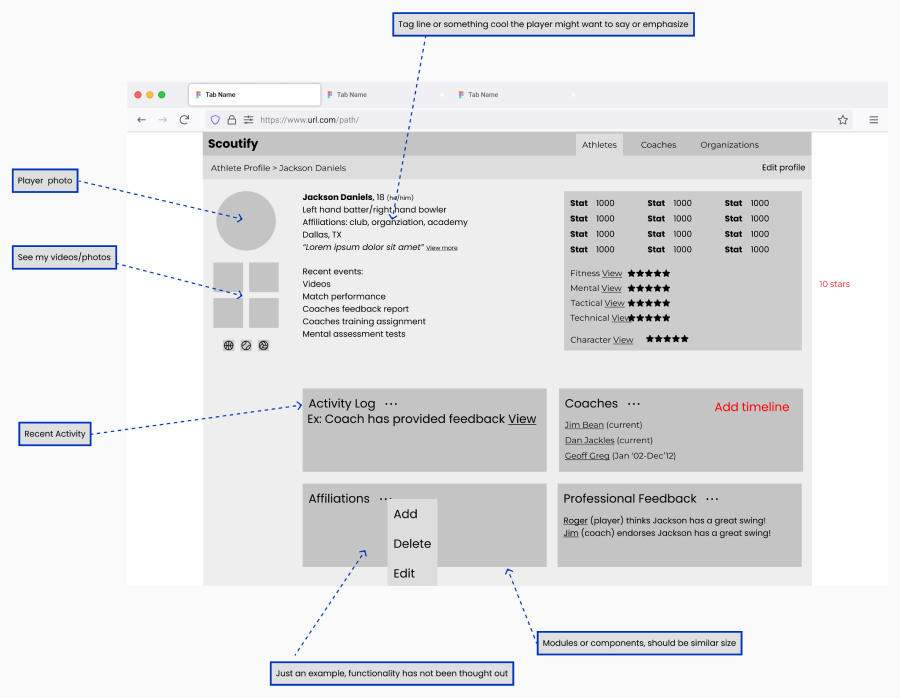 Tag line or something cool the player might want to say or emphasize
Tab Name
Tab Name
Tab Name
https://www.url.com/path/
Scoutify
Athletes
Coaches
Organizations
Athlete Profile > Jackson Daniels
Edit profile
Player photo
See my videos/photos
Jackson Daniels, 18 (he/him)
Left hand batter/right hand bowler
Affiliations: club, organziation, academy
Dallas, TX
“Lorem ipsum dolor sit amet” View more
Recent events:
Videos
Match performance
Coaches feedback report
Coaches training assignment
Mental assessment tests
Stat 1000 Stat 1000 Stat 1000
Stat 1000 Stat 1000 Stat 1000
Stat 1000 Stat 1000 Stat 1000
Stat 1000 Stat 1000 Stat 1000
Fitness View ★★★★★
Mental View ★★★★★
Tactical View ★★★★★
Technical View ★★★★★
Character View ★★★★★
10 stars
Recent Activity
Activity Log ...
Ex: Coach has provided feedback View
Coaches ...
Add timeline
Jim Bean (current)
Dan Jackles (current)
Geoff Greg (Jan '02-Dec'12)
Affiliations ...
Add
Delete
Edit
Professional Feedback ...
Roger (player) thinks Jackson has a great swing!
Jim (coach) endorses Jackson has a great swing!
Modules or components, should be similar size
Just an example, functionality has not been thought out